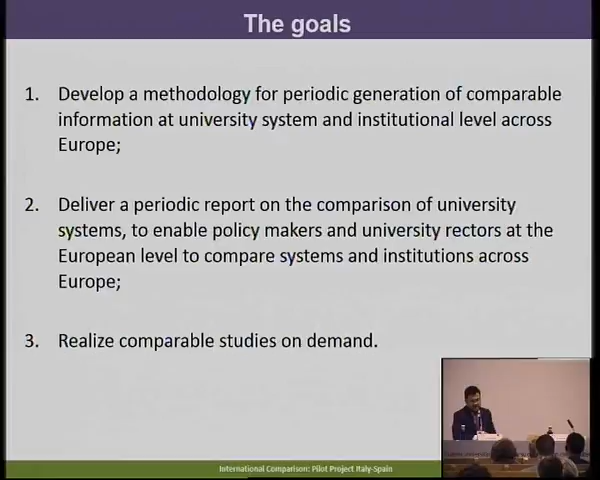 The goals
1. Develop a methodology for periodic generation of comparable
information at university system and institutional level across
Europe;
2. Deliver a periodic report on the comparison of university
systems, to enable policy makers and university rectors at the
European level to compare systems and institutions across
Europe;
3. Realize comparable studies on demand.
International Comparison: Pilot Project Italy-Spain